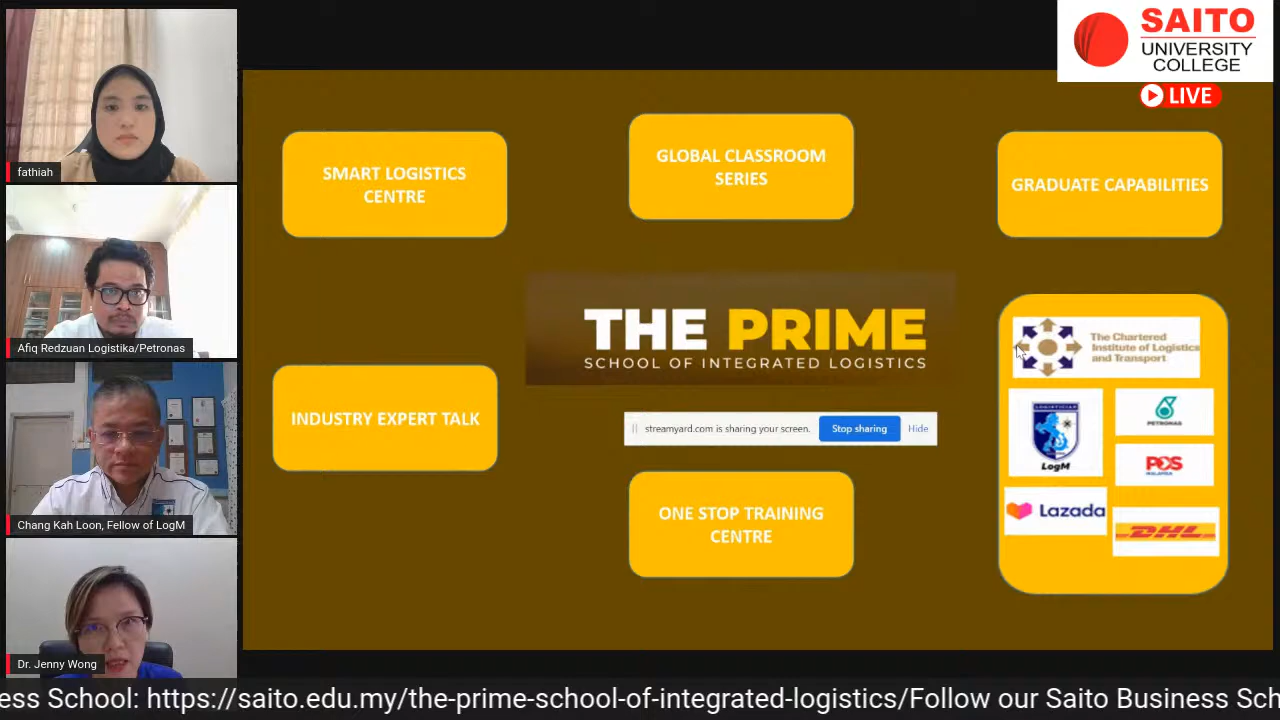 SAITO
UNIVERSITY
COLLEGE
LIVE
fathiah
Afiq Redzuan Logistika/Petronas
Chang Kah Loon, Fellow of LogM
Dr. Jenny Wong
SMART LOGISTICS
CENTRE
GLOBAL CLASSROOM
SERIES
GRADUATE CAPABILITIES
THE PRIME
SCHOOL OF INTEGRATED LOGISTICS
The Chartered
Institute of Logistics
and Transport
INDUSTRY EXPERT TALK
streamyard.com is sharing your screen.
Stop sharing
Hide
LOGISTICIAN
LogM
PETRONAS
POS
MALAYSIA
Lazada
DHL
ONE STOP TRAINING
CENTRE
ess School: https://saito.edu.my/the-prime-school-of-integrated-logistics/Follow our Saito Business Sch